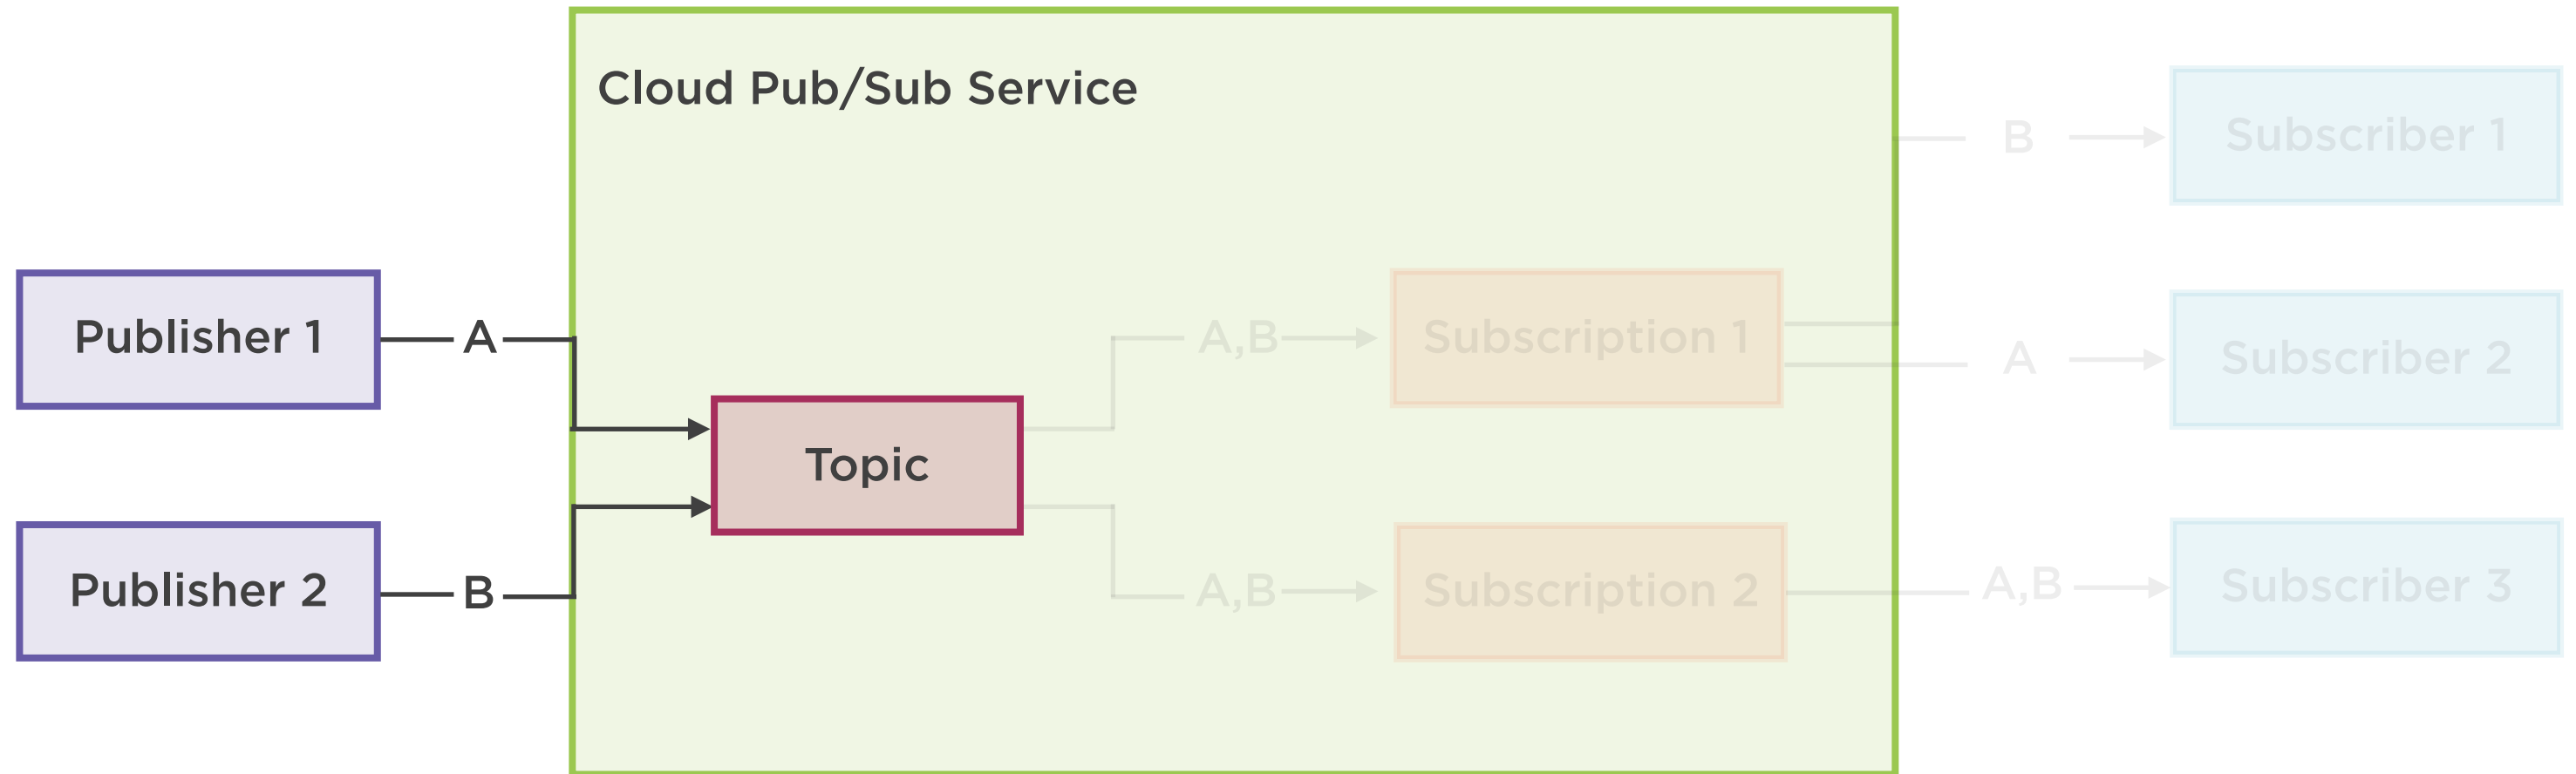 Cloud Pub/Sub Service
B
Subscriber 1
Publisher 1
A
A,B
Subscription 1
A
Subscriber 2
Topic
Publisher 2
B
A,B
Subscription 2
A,B
Subscriber 3